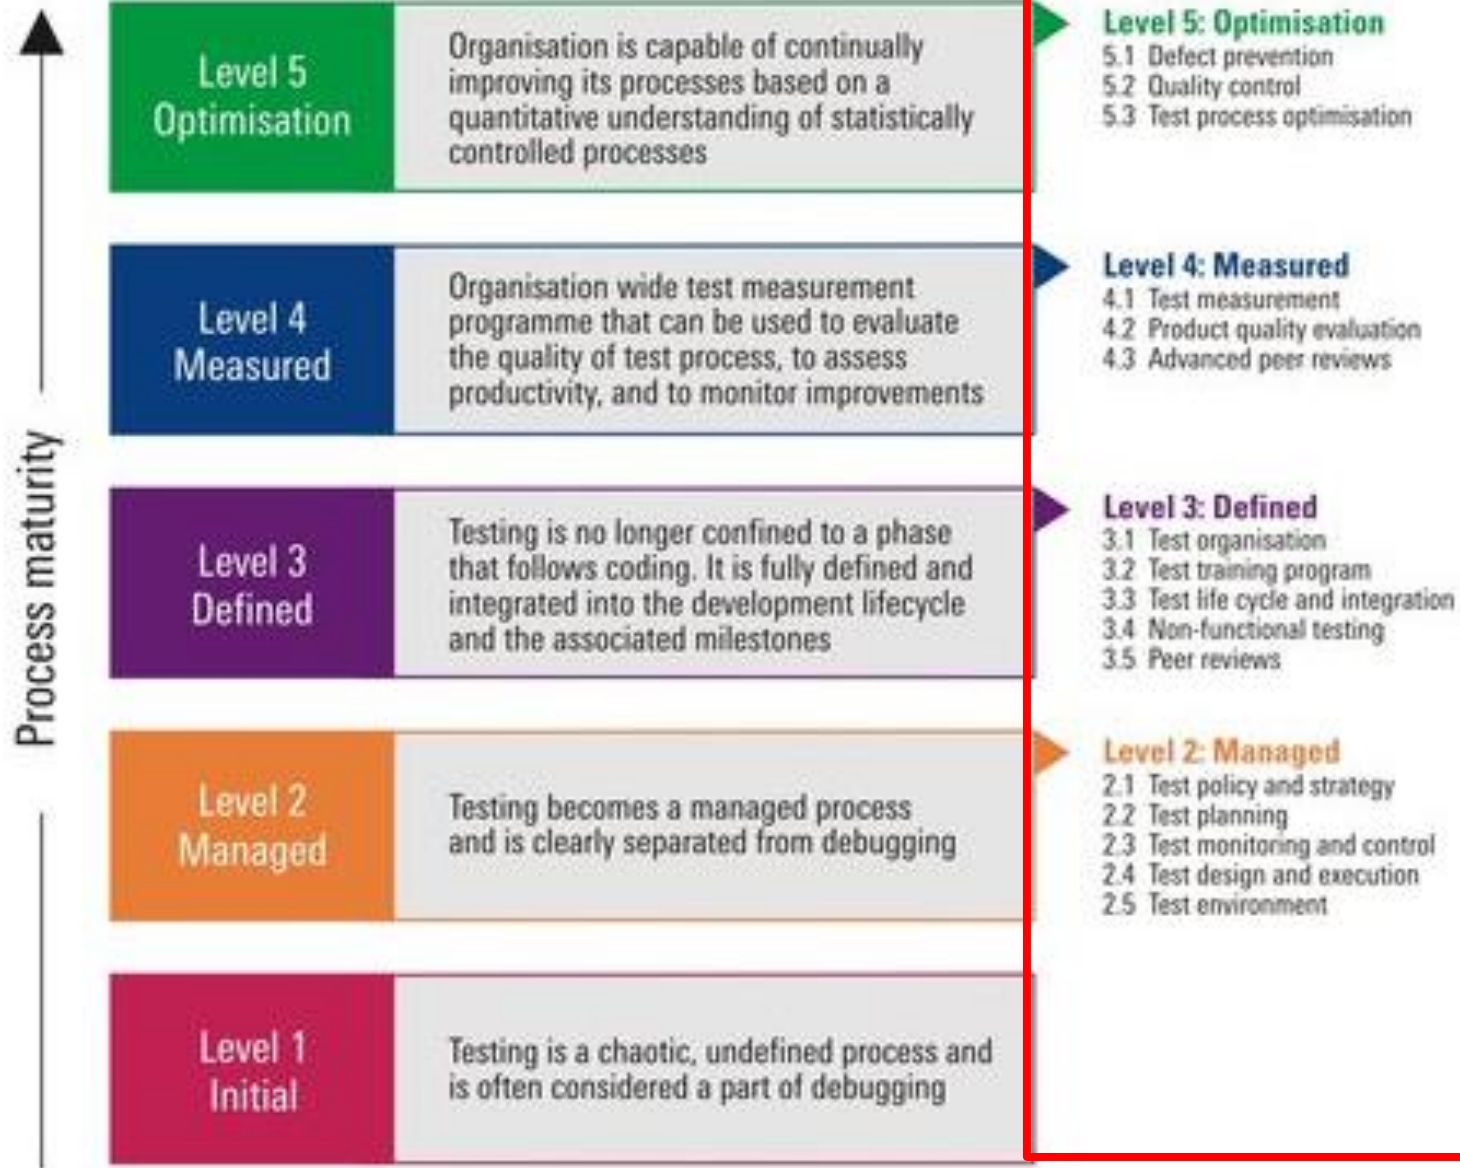 Process maturity
Level 5
Optimisation
Organisation is capable of continually
improving its processes based on a
quantitative understanding of statistically
controlled processes
Level 5: Optimisation
5.1 Defect prevention
5.2 Quality control
5.3 Test process optimisation
Level 4
Measured
Organisation wide test measurement
programme that can be used to evaluate
the quality of test process, to assess
productivity, and to monitor improvements
Level 4: Measured
4.1 Test measurement
4.2 Product quality evaluation
4.3 Advanced peer reviews
Level 3
Defined
Testing is no longer confined to a phase
that follows coding. It is fully defined and
integrated into the development lifecycle
and the associated milestones
Level 3: Defined
3.1 Test organisation
3.2 Test training program
3.3 Test life cycle and integration
3.4 Non-functional testing
3.5 Peer reviews
Level 2
Managed
Testing becomes a managed process
and is clearly separated from debugging
Level 2: Managed
2.1 Test policy and strategy
2.2 Test planning
2.3 Test monitoring and control
2.4 Test design and execution
2.5 Test environment
Level 1
Initial
Testing is a chaotic, undefined process and
is often considered a part of debugging